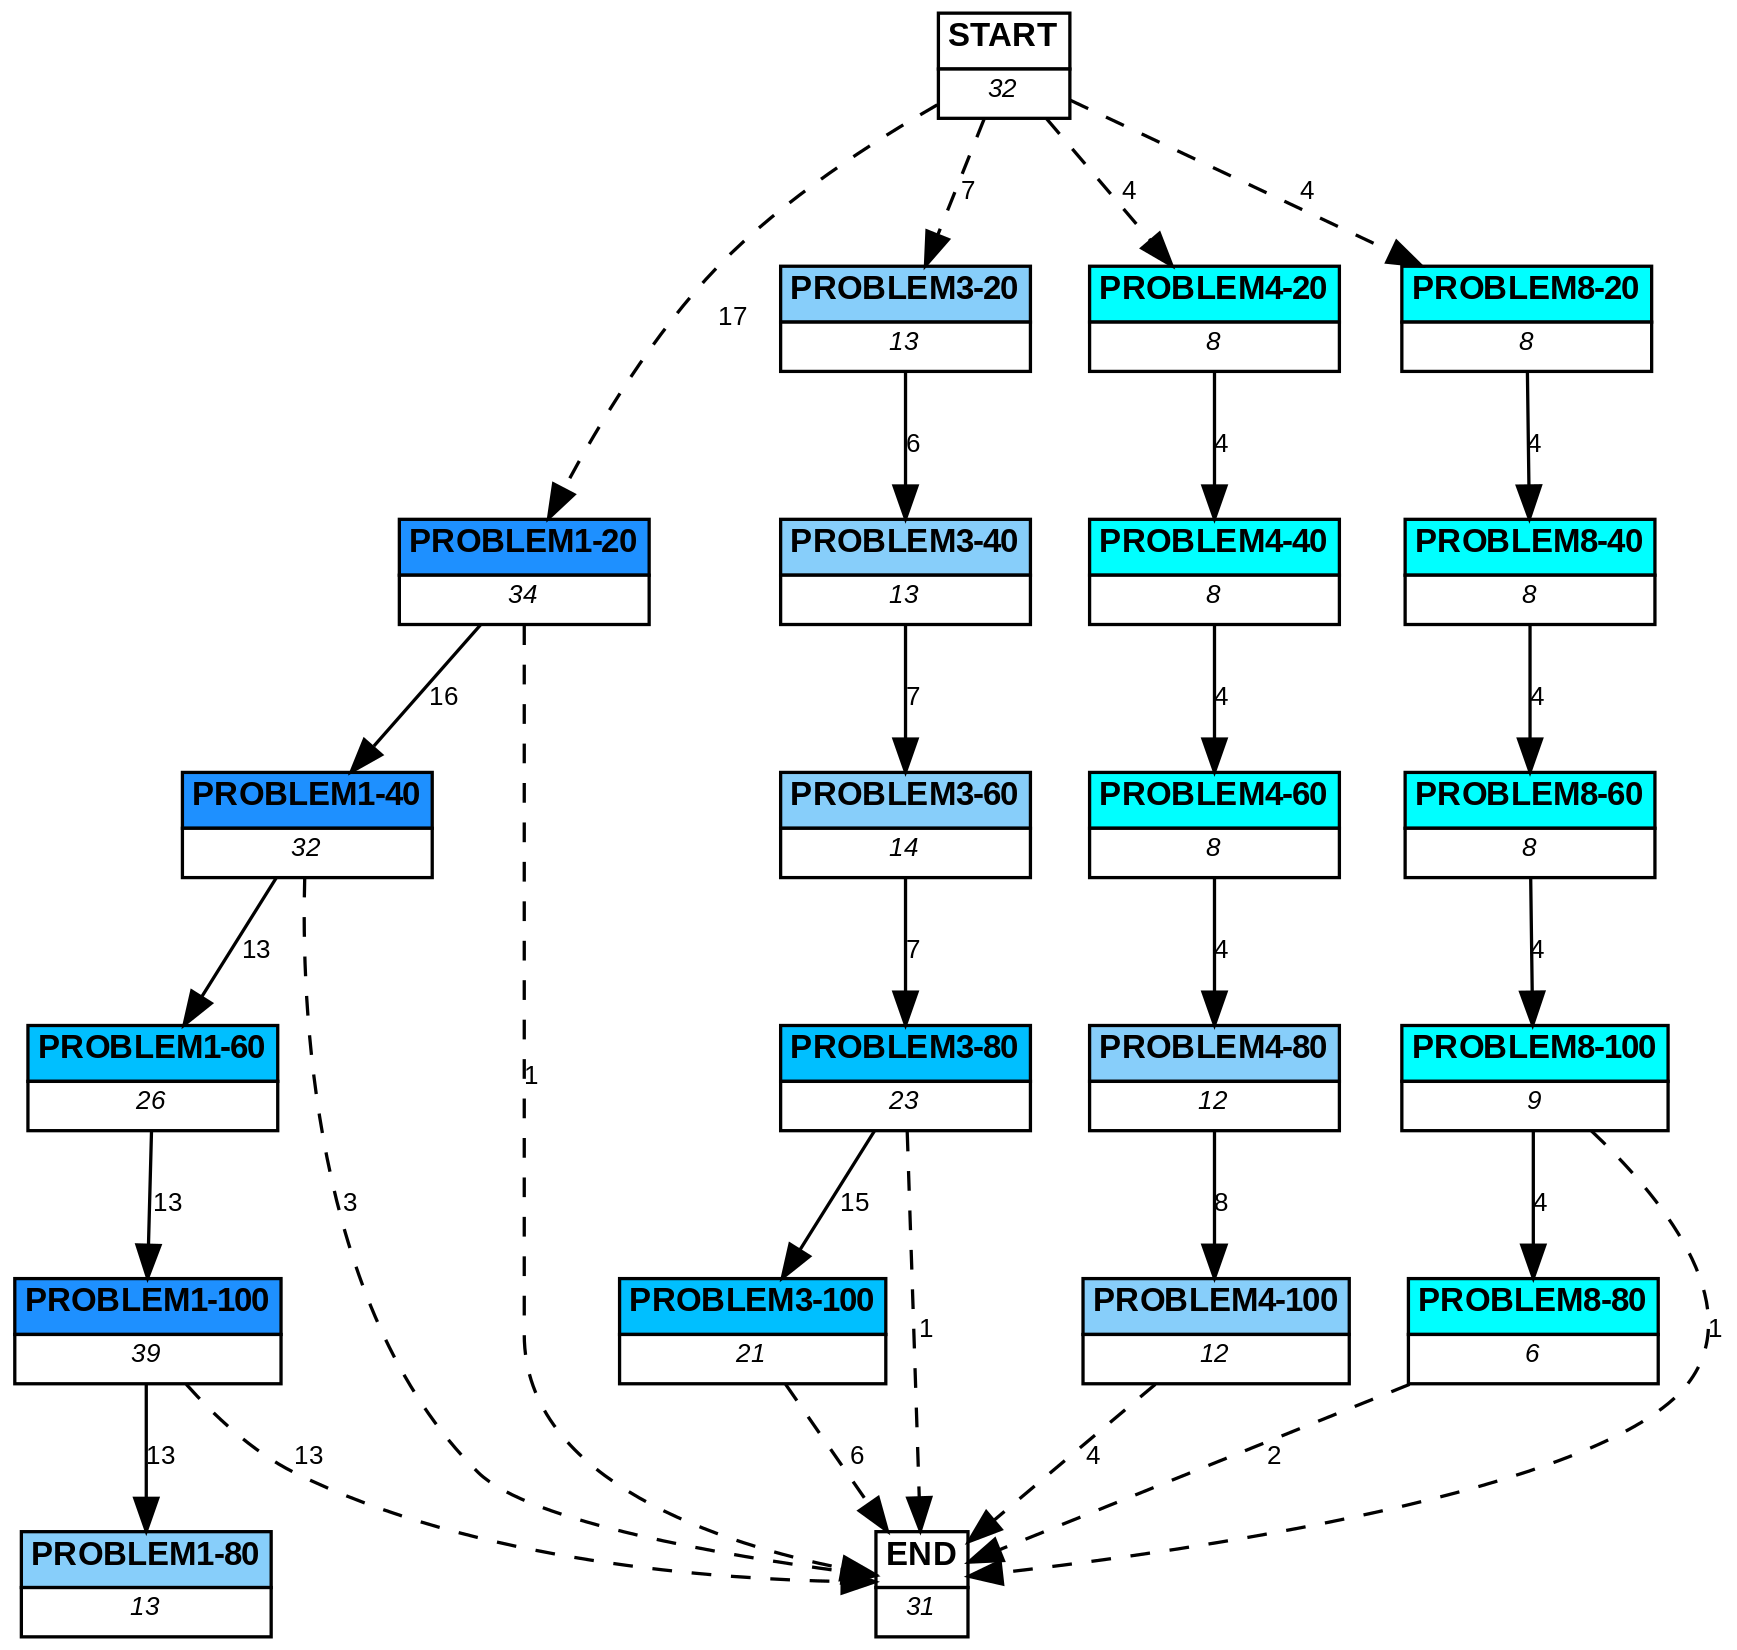 START
32
7
4
4
PROBLEM3-20
13
PROBLEM4-20
8
PROBLEM8-20
8
17
6
4
4
PROBLEM1-20
34
PROBLEM3-40
13
PROBLEM4-40
8
PROBLEM8-40
8
16
7
4
4
PROBLEM1-40
32
PROBLEM3-60
14
PROBLEM4-60
8
PROBLEM8-60
8
13
7
4
4
PROBLEM1-60
26
1
PROBLEM3-80
23
PROBLEM4-80
12
PROBLEM8-100
9
13
3
15
8
4
PROBLEM1-100
39
PROBLEM3-100
21
1
PROBLEM4-100
12
PROBLEM8-80
6
1
13
13
6
4
2
PROBLEM1-80
13
END
31